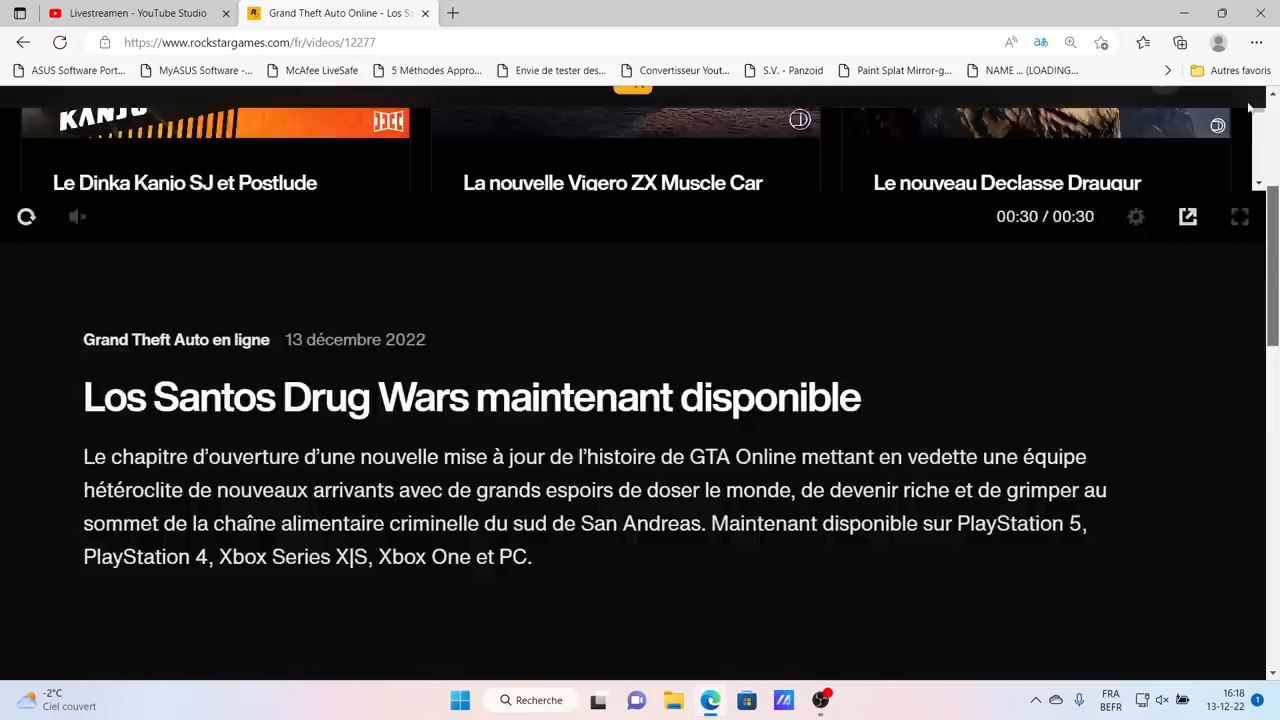 Livestreamen - YouTube Studio
Grand Theft Auto Online - Los Sa
https://www.rockstargames.com/fr/videos/12277
ASUS Software Port...
MyASUS Software -...
McAfee LiveSafe
5 Méthodes Appro...
Envie de tester des...
Convertisseur Yout...
S.V. - Panzoid
Paint Splat Mirror-g...
NAME ... (LOADING...
Autres favoris
KANJO
Le Dinka Kanjo SJ et Postlude
La nouvelle Vigero ZX Muscle Car
Le nouveau Declasse Draugur
00:30 / 00:30
Grand Theft Auto en ligne 13 décembre 2022
Los Santos Drug Wars maintenant disponible
Le chapitre d’ouverture d’une nouvelle mise à jour de l’histoire de GTA Online mettant en vedette une équipe
hétéroclite de nouveaux arrivants avec de grands espoirs de doser le monde, de devenir riche et de grimper au
sommet de la chaîne alimentaire criminelle du sud de San Andreas. Maintenant disponible sur PlayStation 5,
PlayStation 4, Xbox Series X|S, Xbox One et PC.
-2°C
Ciel couvert
Recherche
FRA
BEFR
16:18
13-12-22
1